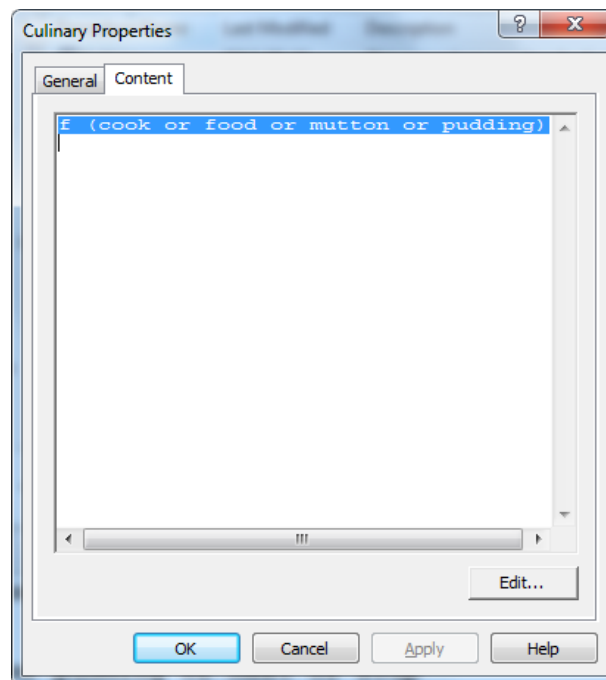 Culinary Properties
General Content
f (cook or food or mutton or pudding)
Edit...
OK Cancel Apply Help